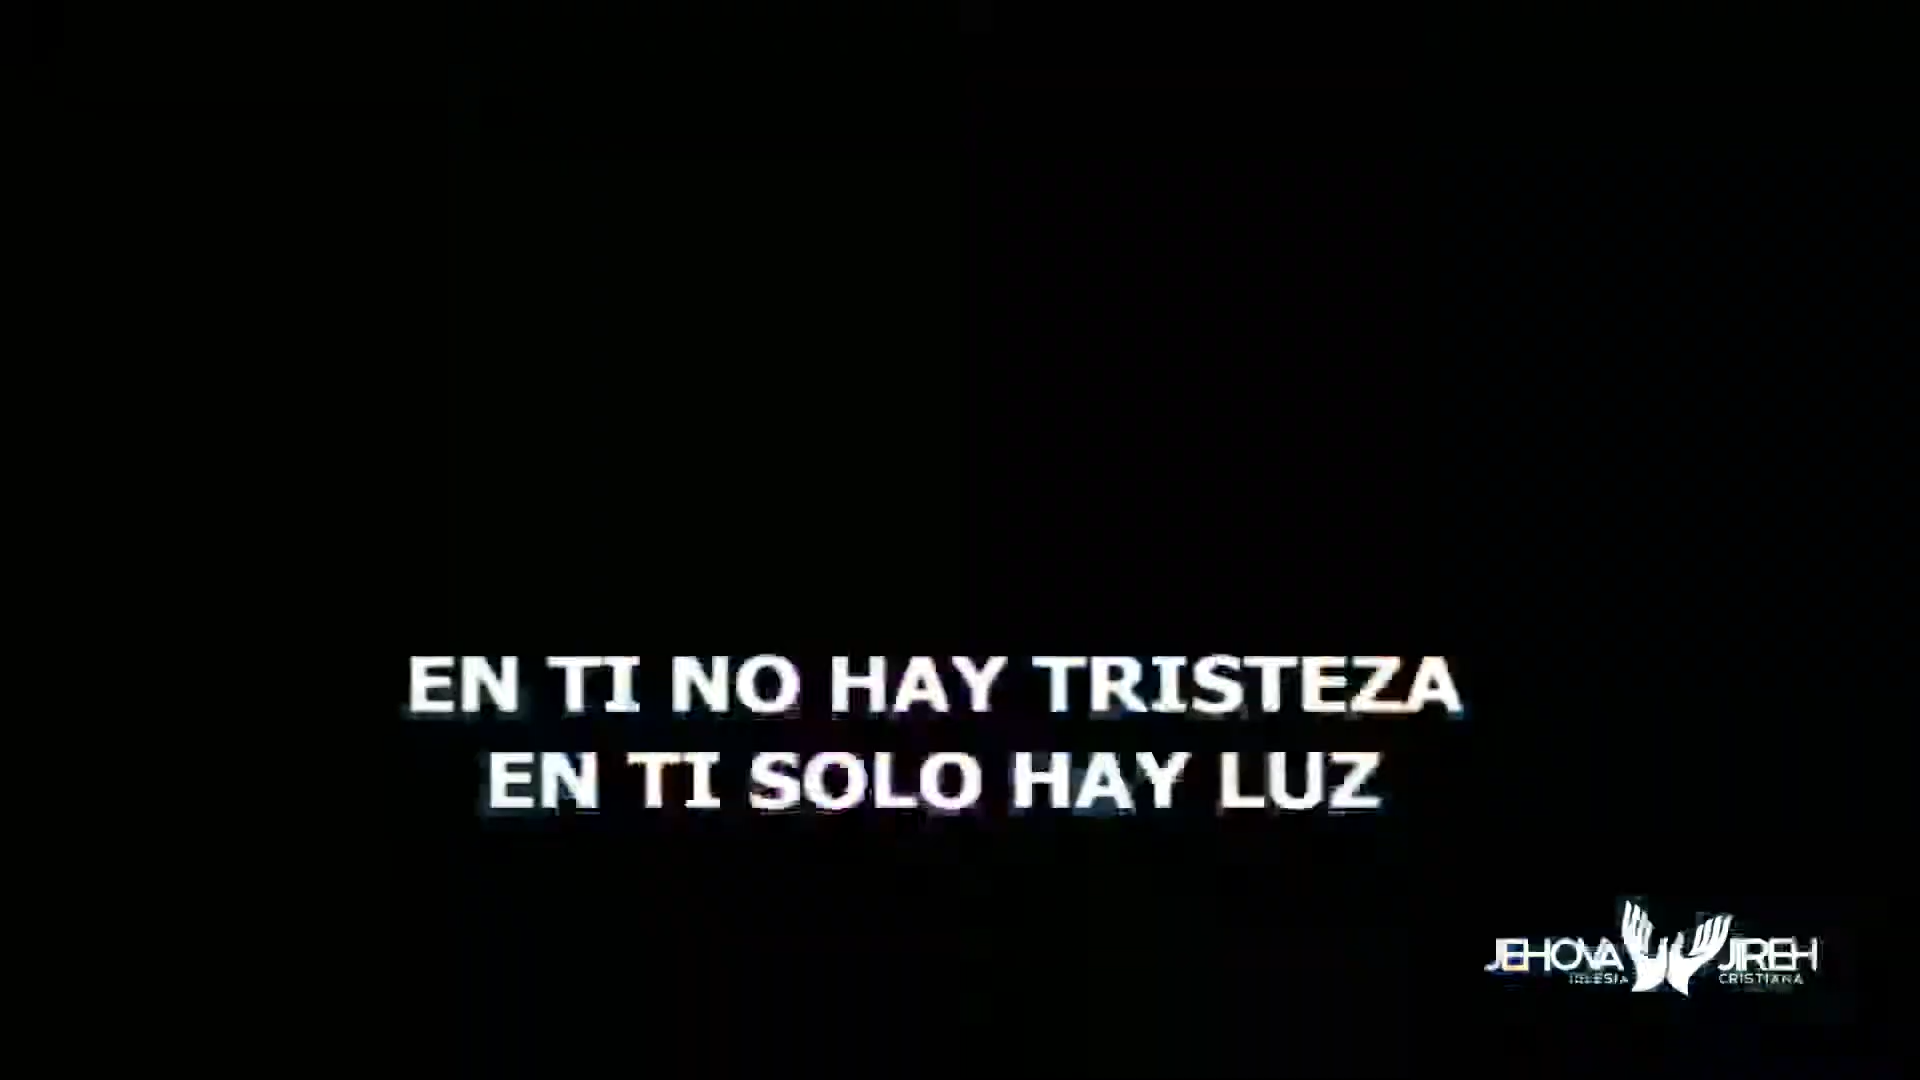 EN TI NO HAY TRISTEZA
EN TI SOLO HAY LUZ
JEHOVA JIREH
IGLESIA CRISTIANA